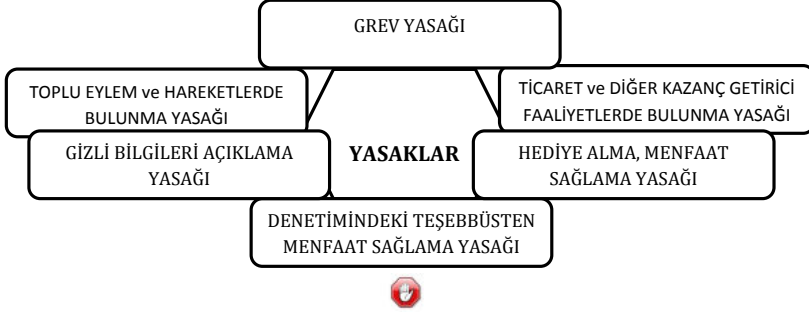 GREV YASAĞI
TOPLU EYLEM ve HAREKETLERDE
BULUNMA YASAĞI
TİCARET ve DİĞER KAZANÇ GETİRİCİ
FAALİYETLERDE BULUNMA YASAĞI
GİZLİ BİLGİLERİ AÇIKLAMA
YASAĞI
YASAKLAR
HEDİYE ALMA, MENFAAT
SAĞLAMA YASAĞI
DENETİMİNDEKİ TEŞEBBÜSTEN
MENFAAT SAĞLAMA YASAĞI